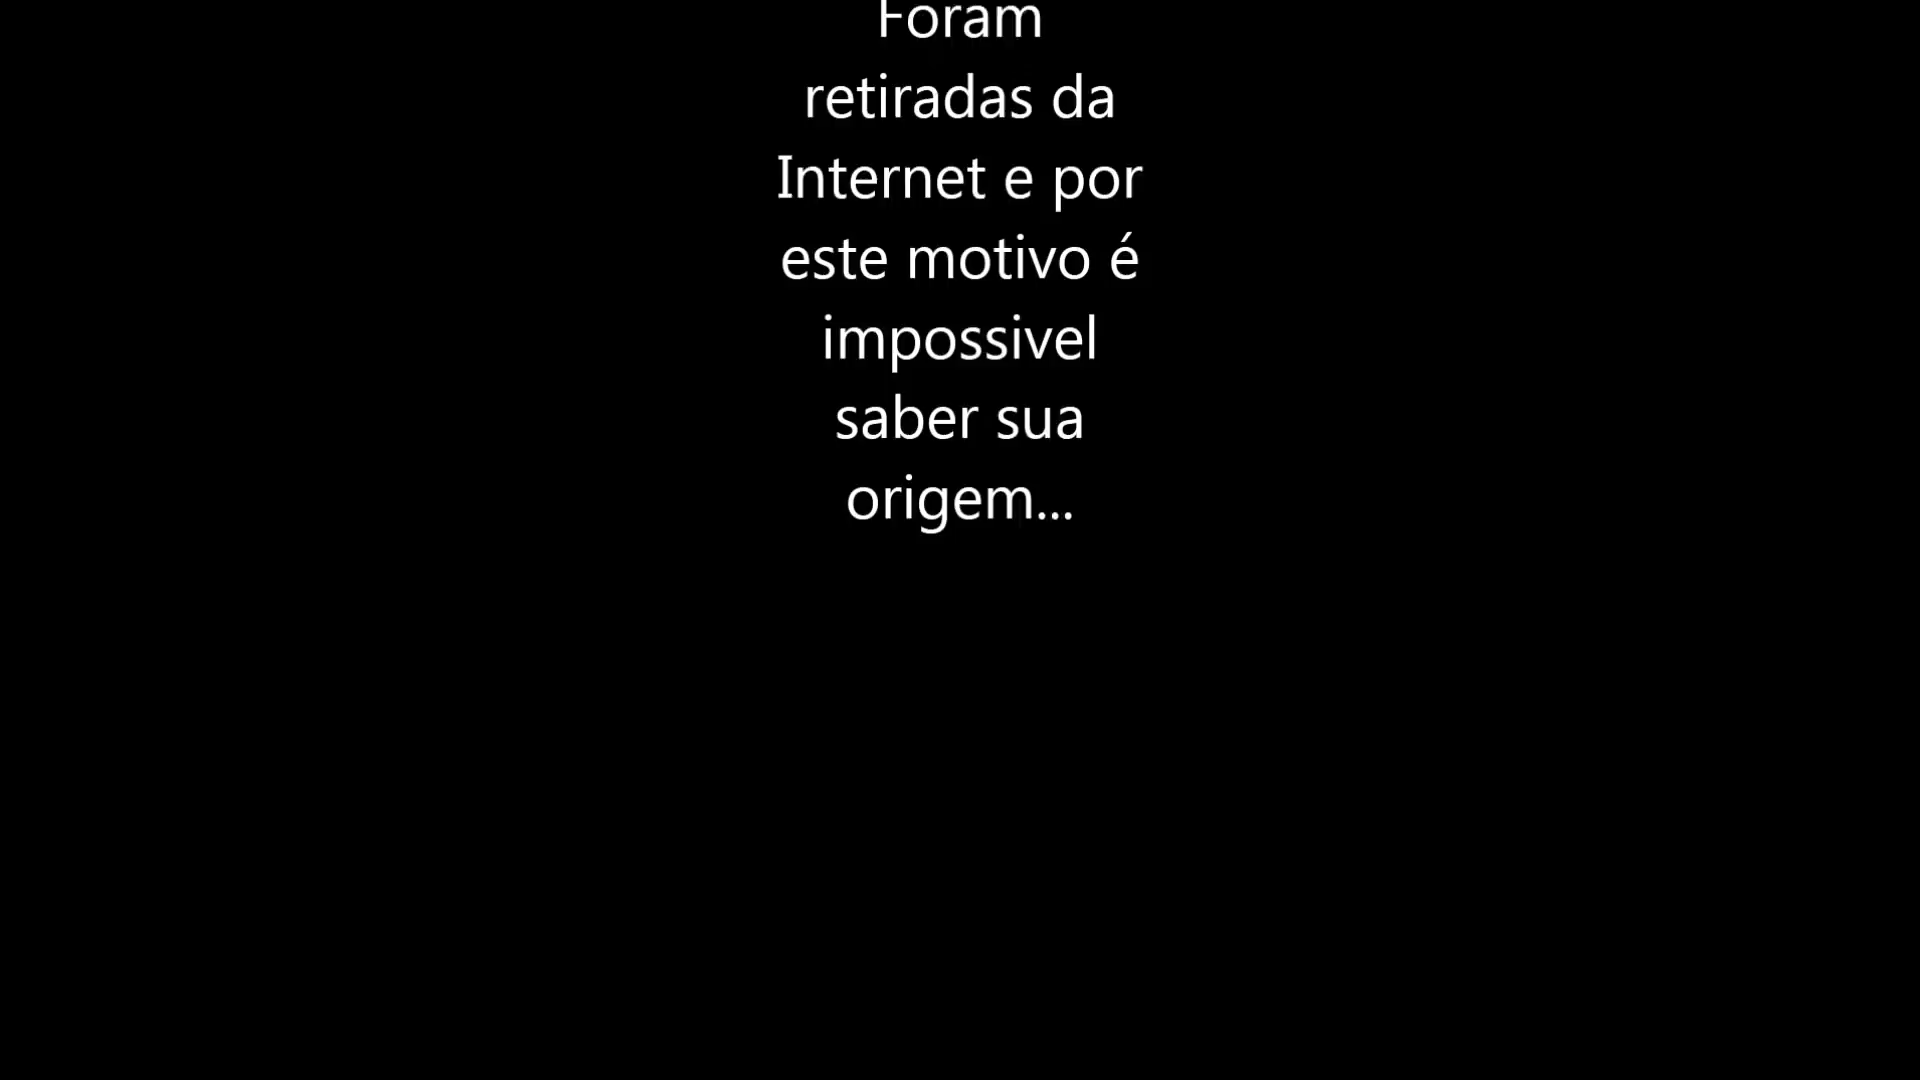 Foram
retiradas da
Internet e por
este motivo é
impossivel
saber sua
origem...